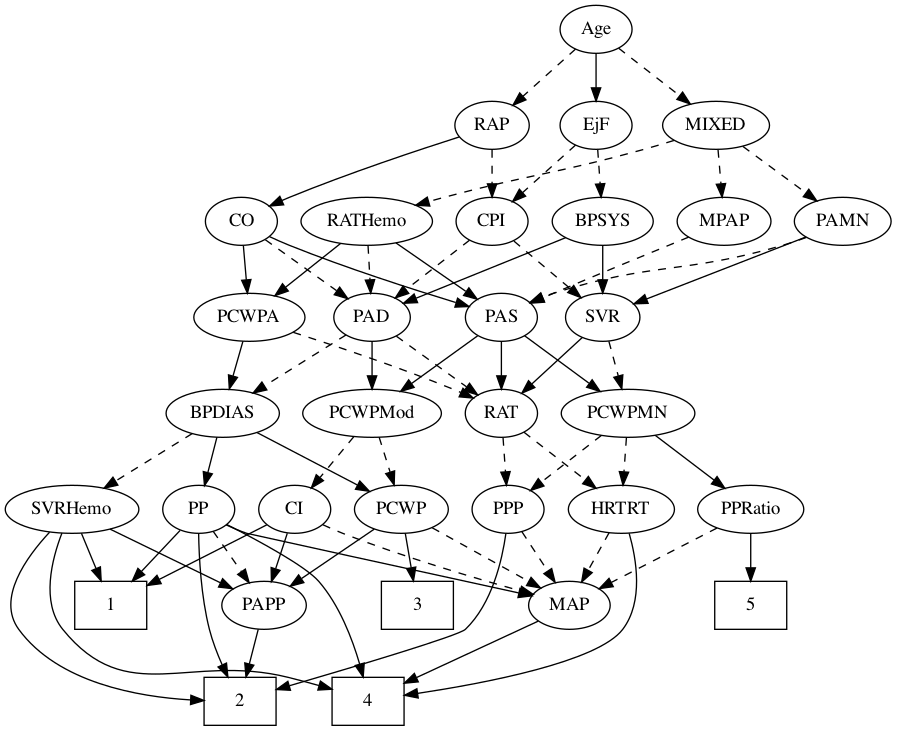 Age
RAP
EjF
MIXED
CO
RATHemo
CPI
BPSYS
MPAP
PAMN
PCWPA
PAD
PAS
SVR
BPDIAS
PCWPMod
RAT
PCWPMN
SVRHemo
PP
CI
PCWP
PPP
HRTRT
PPRatio
1
PAPP
3
MAP
5
2
4